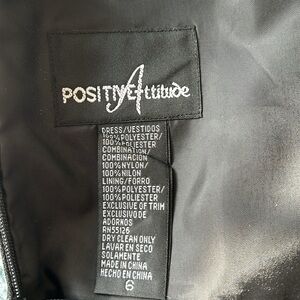 POSITIVE Attitude
DRESS/VESTIDOS
100%POLYESTER/
100%POLIESTER
COMBINATION/
COMBINACION
100%NYLON/
100%NILON
LINING/FORRO
100%POLYESTER/
100%POLIESTER
EXCLUSIVE OF TRIM
EXCLUSIVO DE
ADORNOS
RN55126
DRY CLEAN ONLY
LAVAR EN SECO
SOLAMENTE
MADE IN CHINA
HECHO EN CHINA
6